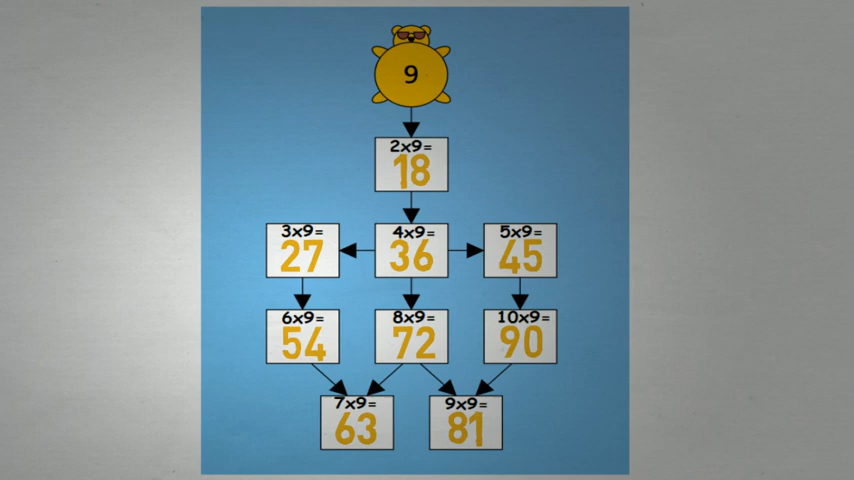 9
2x9=
18
3x9=
4x9=
5x9=
27
36
45
6x9=
8x9=
10x9=
54
72
90
7x9=
9x9=
63
81